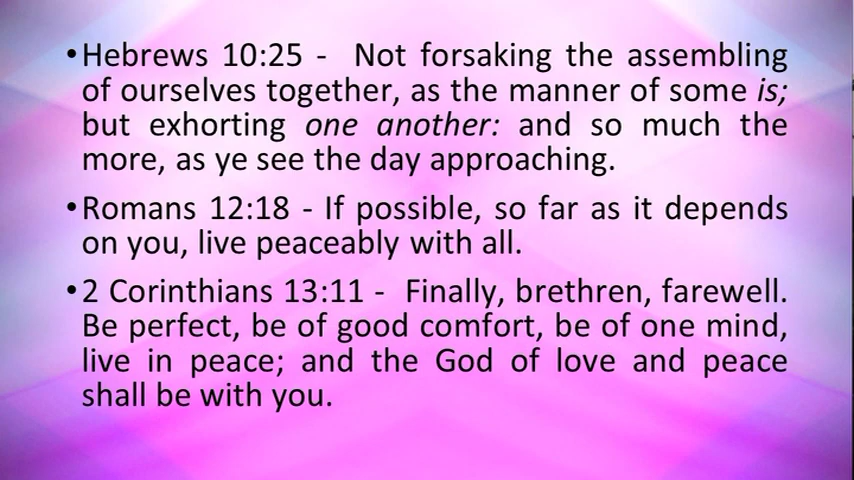 •Hebrews 10:25 - Not forsaking the assembling
of ourselves together, as the manner of some is;
but exhorting one another: and so much the
more, as ye see the day approaching.
•Romans 12:18 - If possible, so far as it depends
on you, live peaceably with all.
•2 Corinthians 13:11 - Finally, brethren, farewell.
Be perfect, be of good comfort, be of one mind,
live in peace; and the God of love and peace
shall be with you.